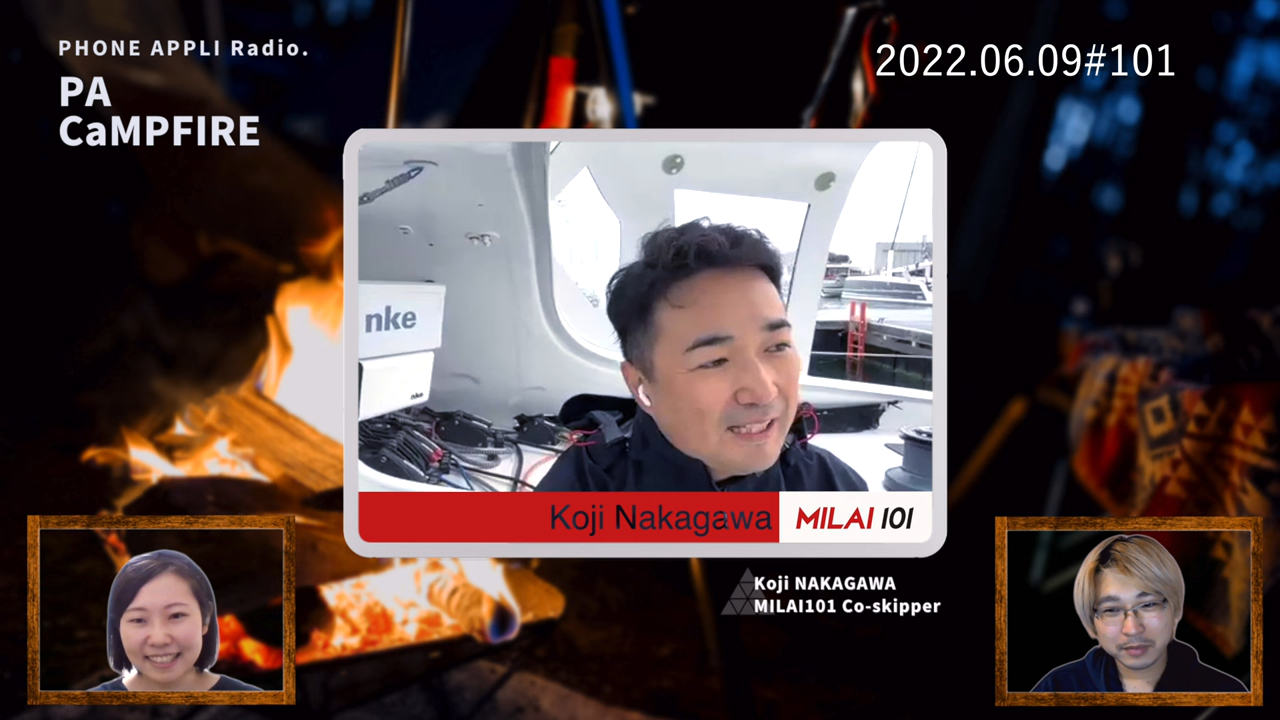 PHONE APPLI Radio.
PA
CaMPFIRE
2022.06.09#101
nke
nke
Koji Nakagawa
MILAI 101
Koji NAKAGAWA
MILAI101 Co-skipper